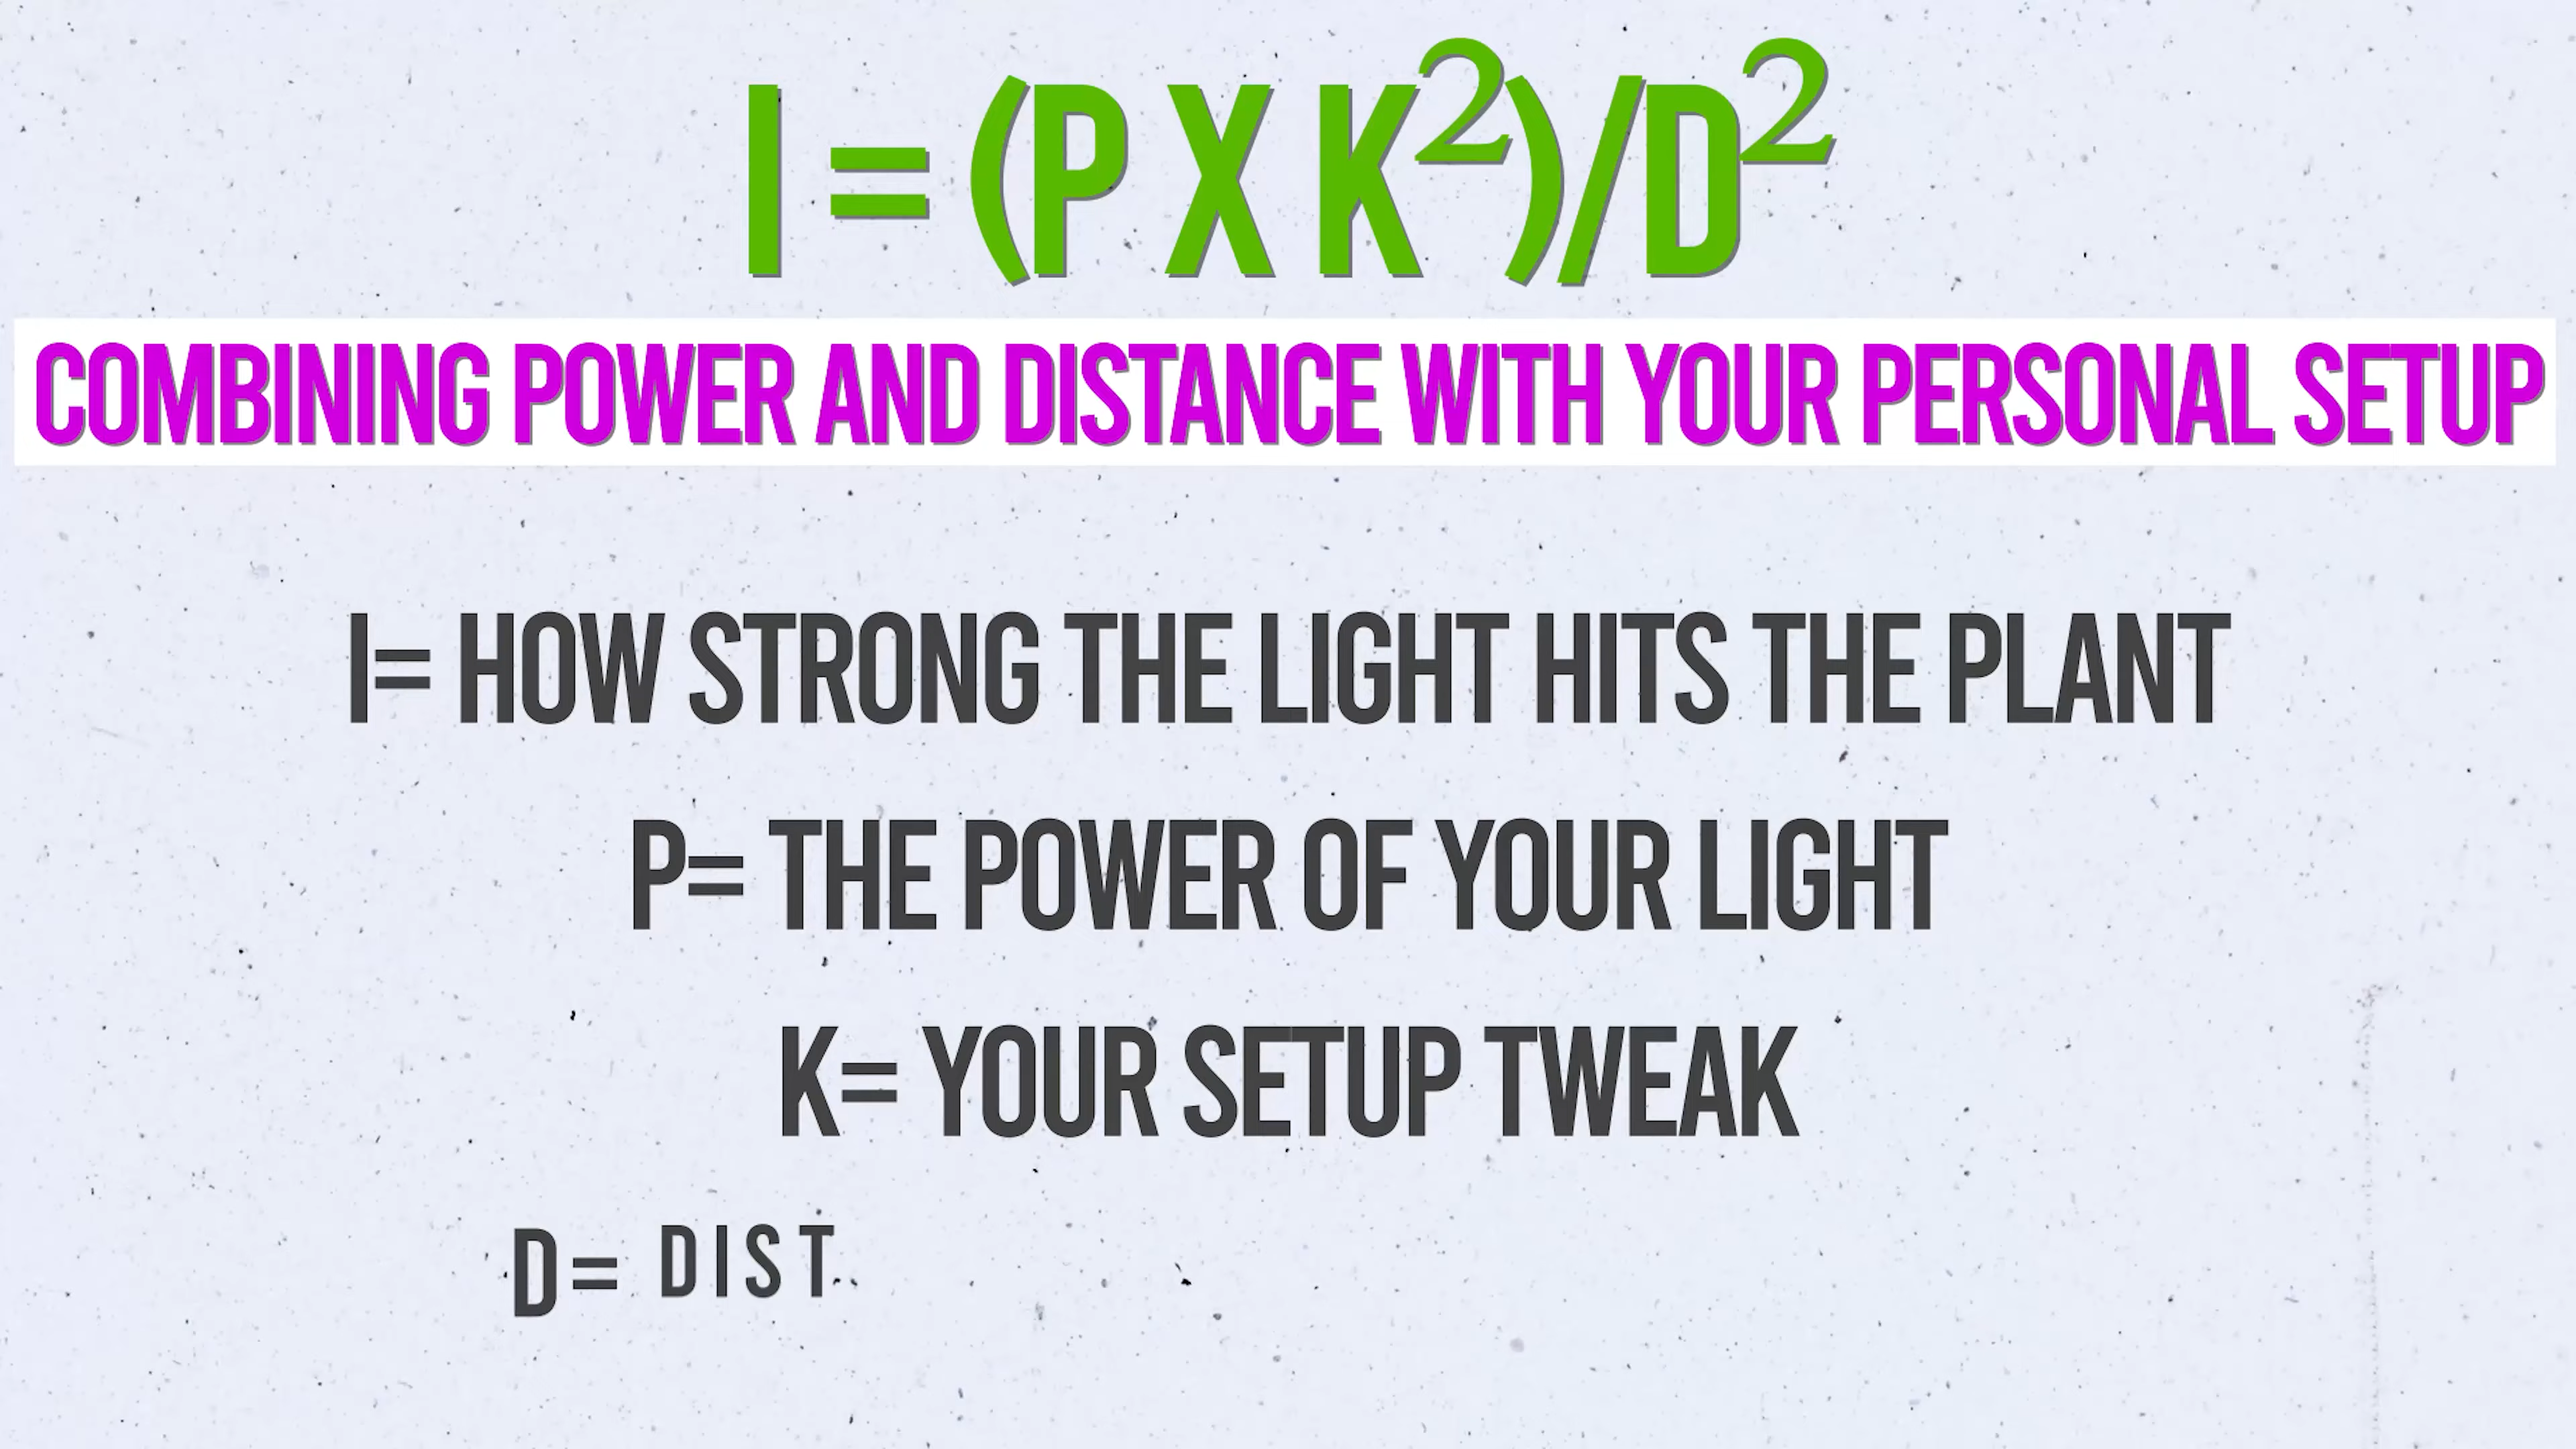 I = (P X K²)/D²
COMBINING POWER AND DISTANCE WITH YOUR PERSONAL SETUP
I= HOW STRONG THE LIGHT HITS THE PLANT
P= THE POWER OF YOUR LIGHT
K= YOUR SETUP TWEAK
D= DIST